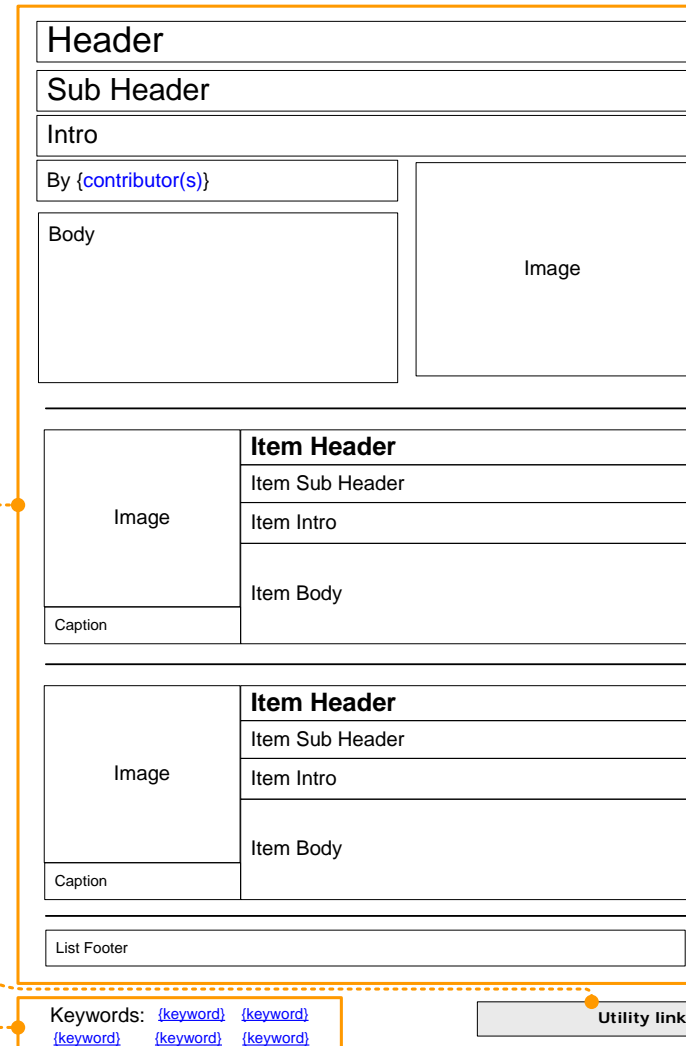 Header
Sub Header
Intro
By {contributor(s)}
Body
Image
Item Header
Item Sub Header
Image
Item Intro
Item Body
Caption
Item Header
Item Sub Header
Image
Item Intro
Item Body
Caption
List Footer
Keywords: {keyword} {keyword}
{keyword} {keyword} {keyword}
Utility link